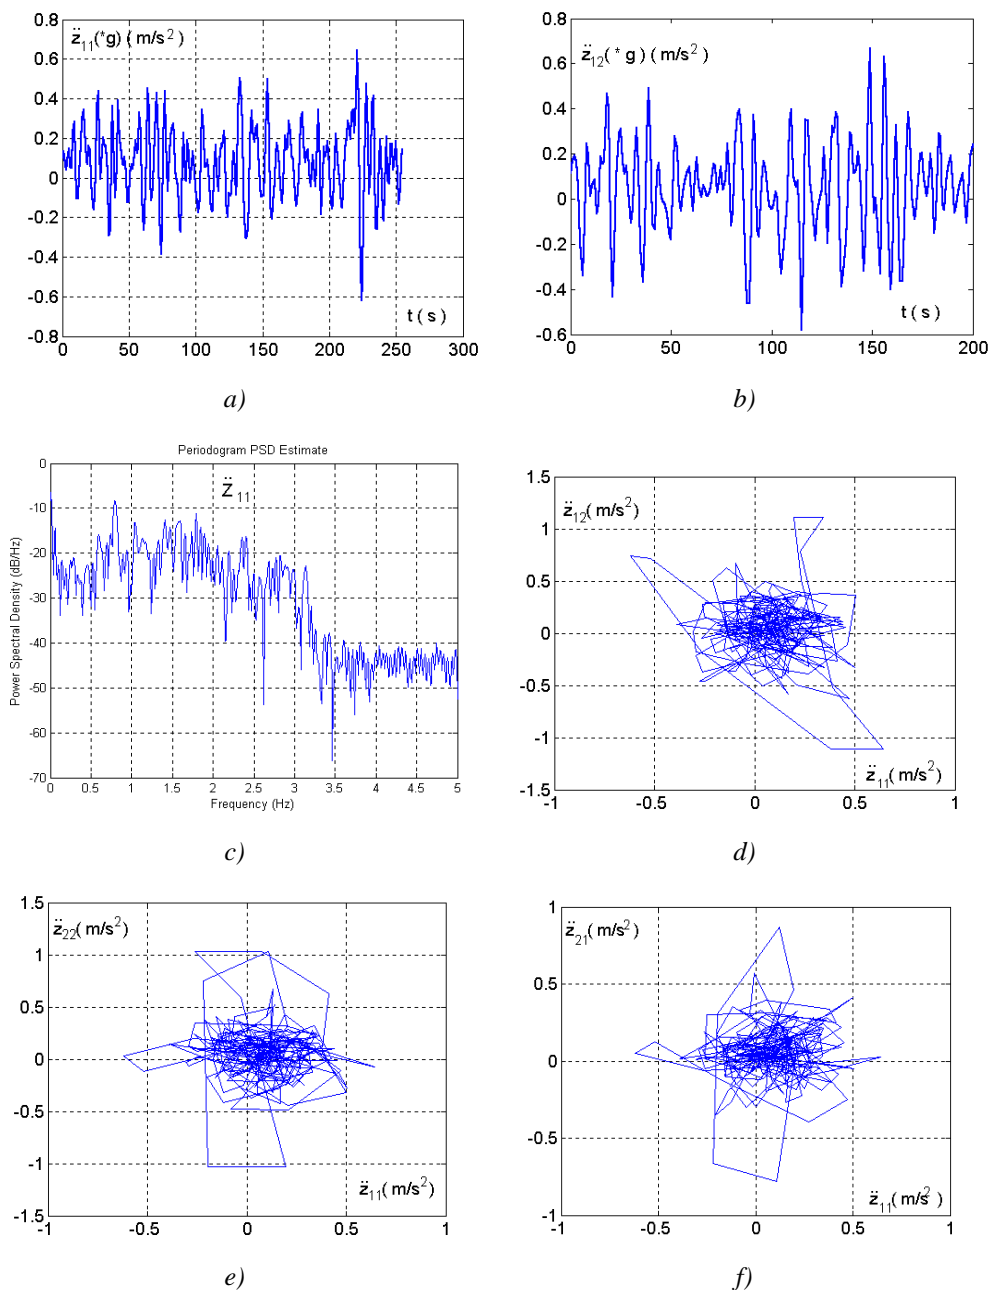 z̈₁₁(*g) ( m/s²)
0.8
0.6
0.4
0.2
0
-0.2
-0.4
-0.6
-0.8
0 50 100 150 200 250 300
t ( s )
a)
z̈₁₂( * g ) ( m/s²)
0.8
0.6
0.4
0.2
0
-0.2
-0.4
-0.6
0 50 100 150 200
t ( s )
b)
Periodogram PSD Estimate
Z̈ ₁₁
Power Spectral Density (dB/Hz)
0
-10
-20
-30
-40
-50
-60
-70
0 0.5 1 1.5 2 2.5 3 3.5 4 4.5 5
Frequency (Hz)
c)
z̈₁₂( m/s²)
1.5
1
0.5
0
-0.5
-1
-1.5
-1 -0.5 0 0.5 1
z̈₁₁( m/s²)
d)
z̈₂₂( m/s²)
1.5
1
0.5
0
-0.5
-1
-1.5
-1 -0.5 0 0.5 1
z̈₁₁( m/s²)
e)
z̈₂₁( m/s²)
1
0.5
0
-0.5
-1
-1 -0.5 0 0.5 1
z̈₁₁( m/s²)
f)